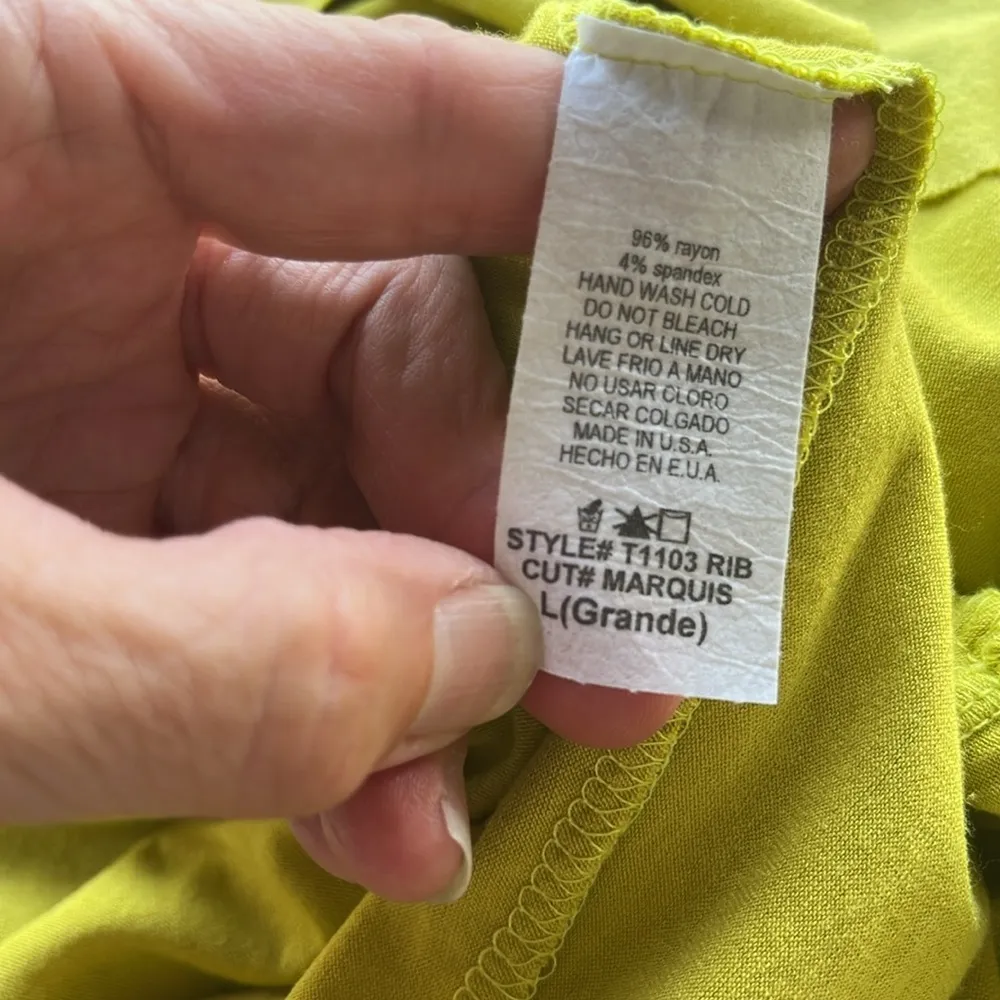 96% rayon
4% spandex
HAND WASH COLD
DO NOT BLEACH
HANG OR LINE DRY
LAVE FRIO A MANO
NO USAR CLORO
SECAR COLGADO
MADE IN U.S.A.
HECHO EN E.U.A.
STYLE# T1103 RIB
CUT# MARQUIS
L(Grande)